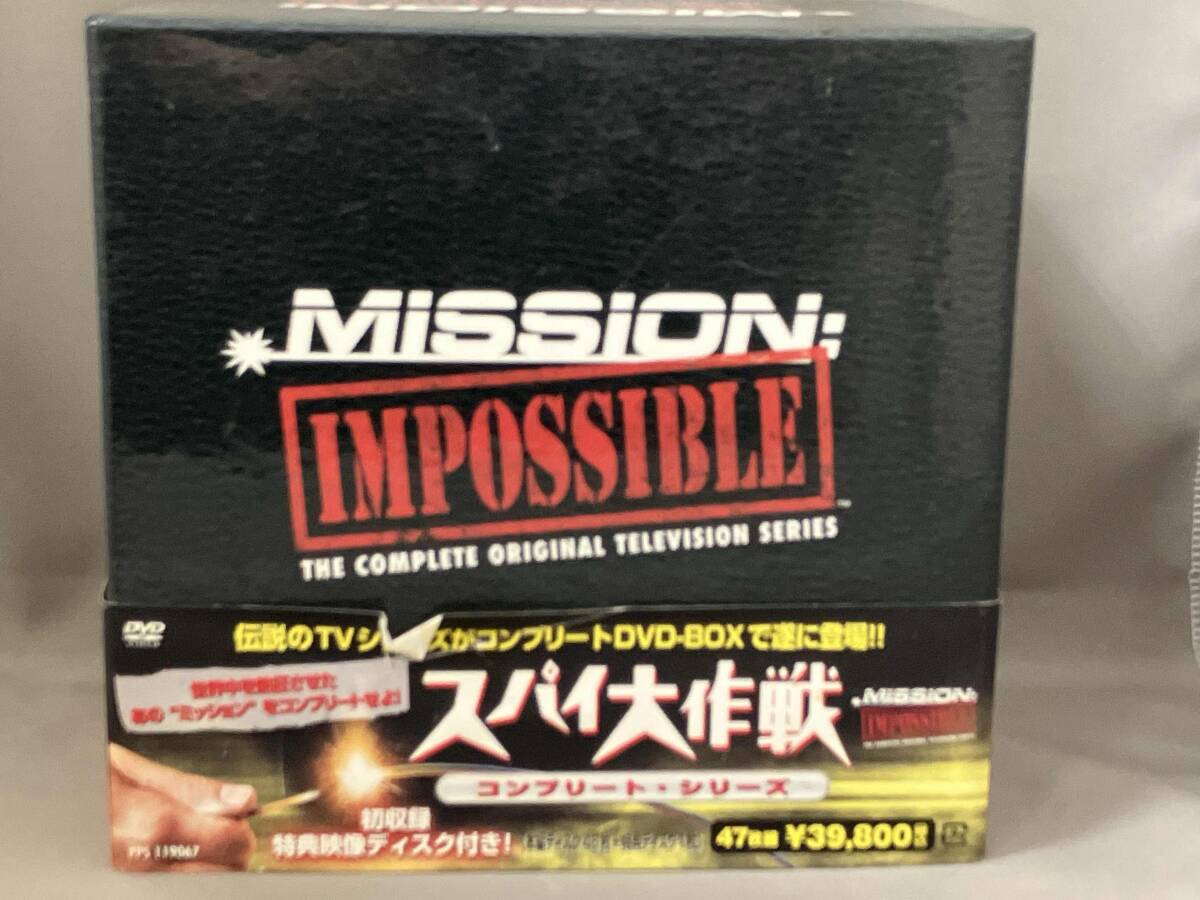 IMPOSSIBLE
MISSION:
IMPOSSIBLE
™
THE COMPLETE ORIGINAL TELEVISION SERIES
DVD
伝説のTVシ ズがコンプリートDVD-BOXで遂に登場!!
世界中を熱狂させた
あの"ミッション"をコンプリートせよ!
スパイ大作戦
MISSION:
IMPOSSIBLE
コンプリート・シリーズ
初収録
特典映像ディスク付き!
47枚組 ¥39,800
PPS 119067